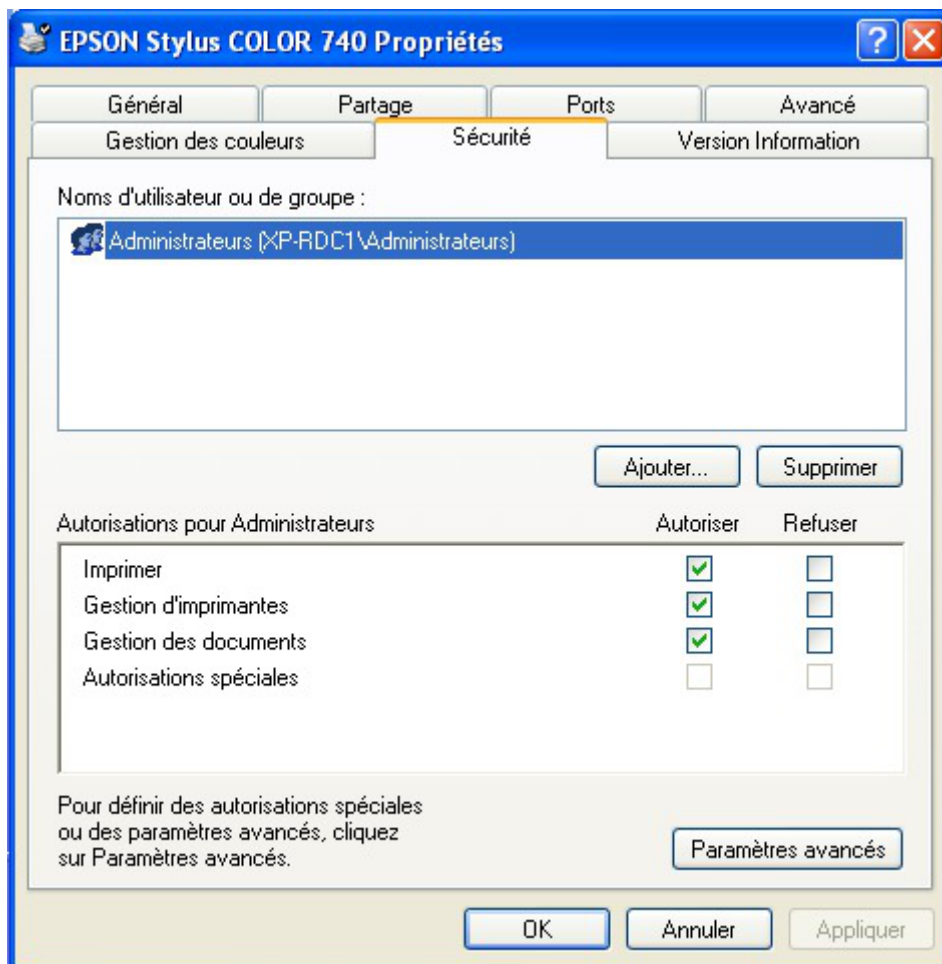 EPSON Stylus COLOR 740 Propriétés
Général Partage Ports Avancé
Gestion des couleurs Sécurité Version Information
Noms d'utilisateur ou de groupe :
Administrateurs (XP-RDC1\Administrateurs)
Ajouter... Supprimer
Autorisations pour Administrateurs Autoriser Refuser
Imprimer
Gestion d'imprimantes
Gestion des documents
Autorisations spéciales
Pour définir des autorisations spéciales
ou des paramètres avancés, cliquez
sur Paramètres avancés.
Paramètres avancés
OK Annuler Appliquer